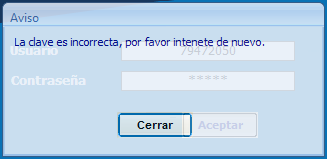 Aviso
La clave es incorrecta, por favor intenete de nuevo.
Usuario 79472050
Contraseña *****
Cerrar Aceptar